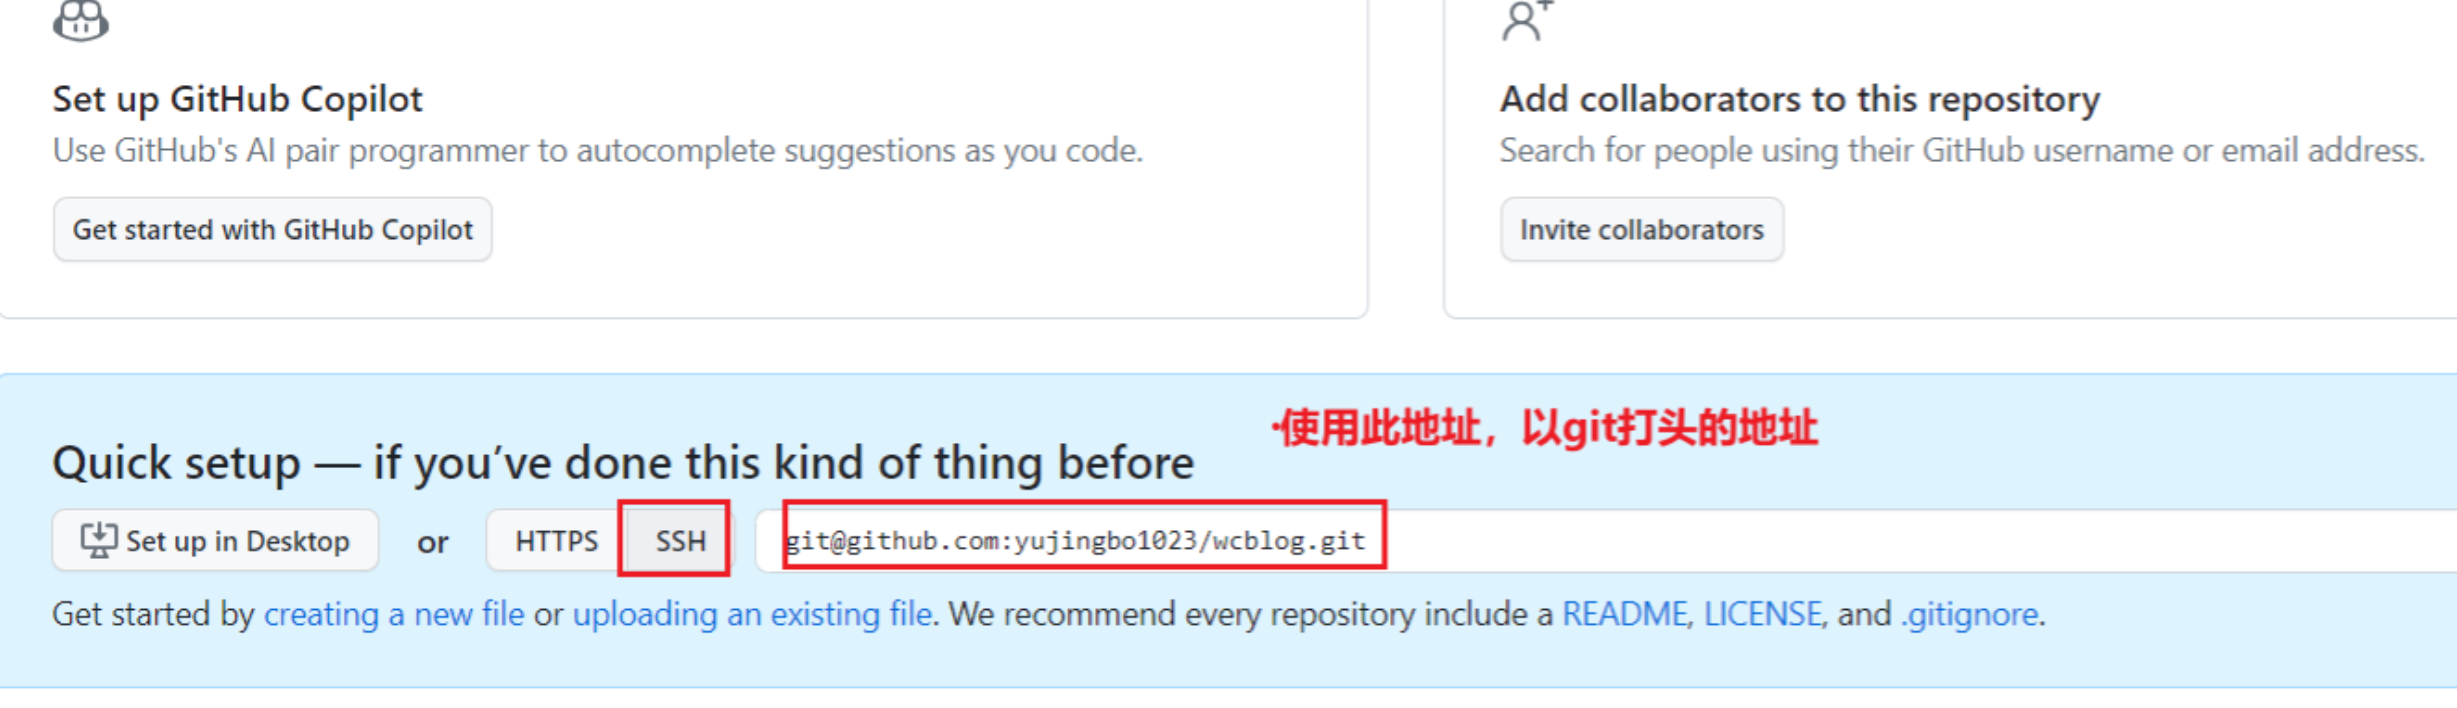 Set up GitHub Copilot
Use GitHub's AI pair programmer to autocomplete suggestions as you code.
Get started with GitHub Copilot
Add collaborators to this repository
Search for people using their GitHub username or email address.
Invite collaborators
·使用此地址，以git打头的地址
Quick setup — if you’ve done this kind of thing before
Set up in Desktop or HTTPS SSH git@github.com:yujingbo1023/wcblog.git
Get started by creating a new file or uploading an existing file. We recommend every repository include a README, LICENSE, and .gitignore.